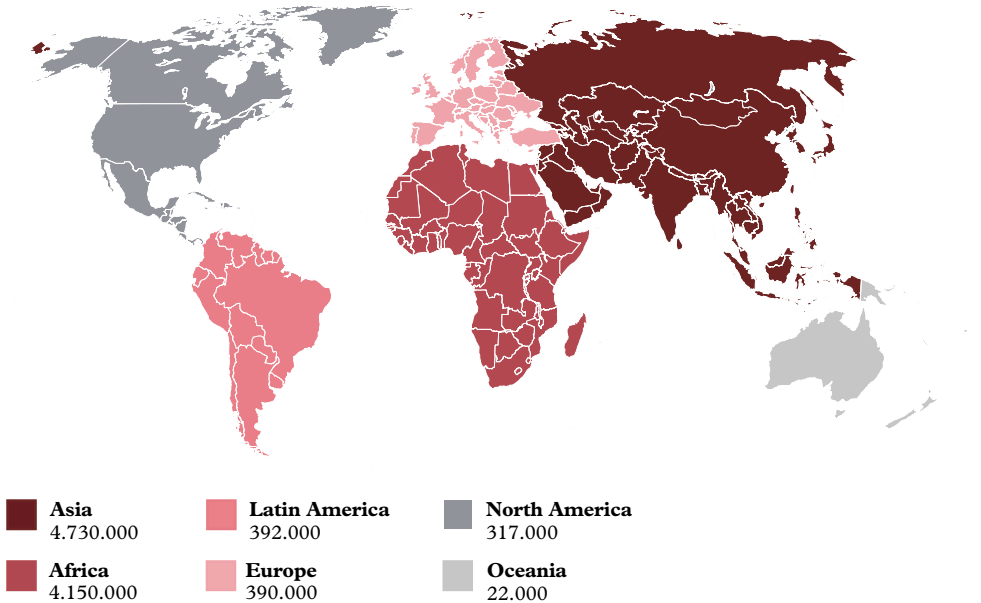 Asia
4.730.000
Latin America
392.000
North America
317.000
Africa
4.150.000
Europe
390.000
Oceania
22.000